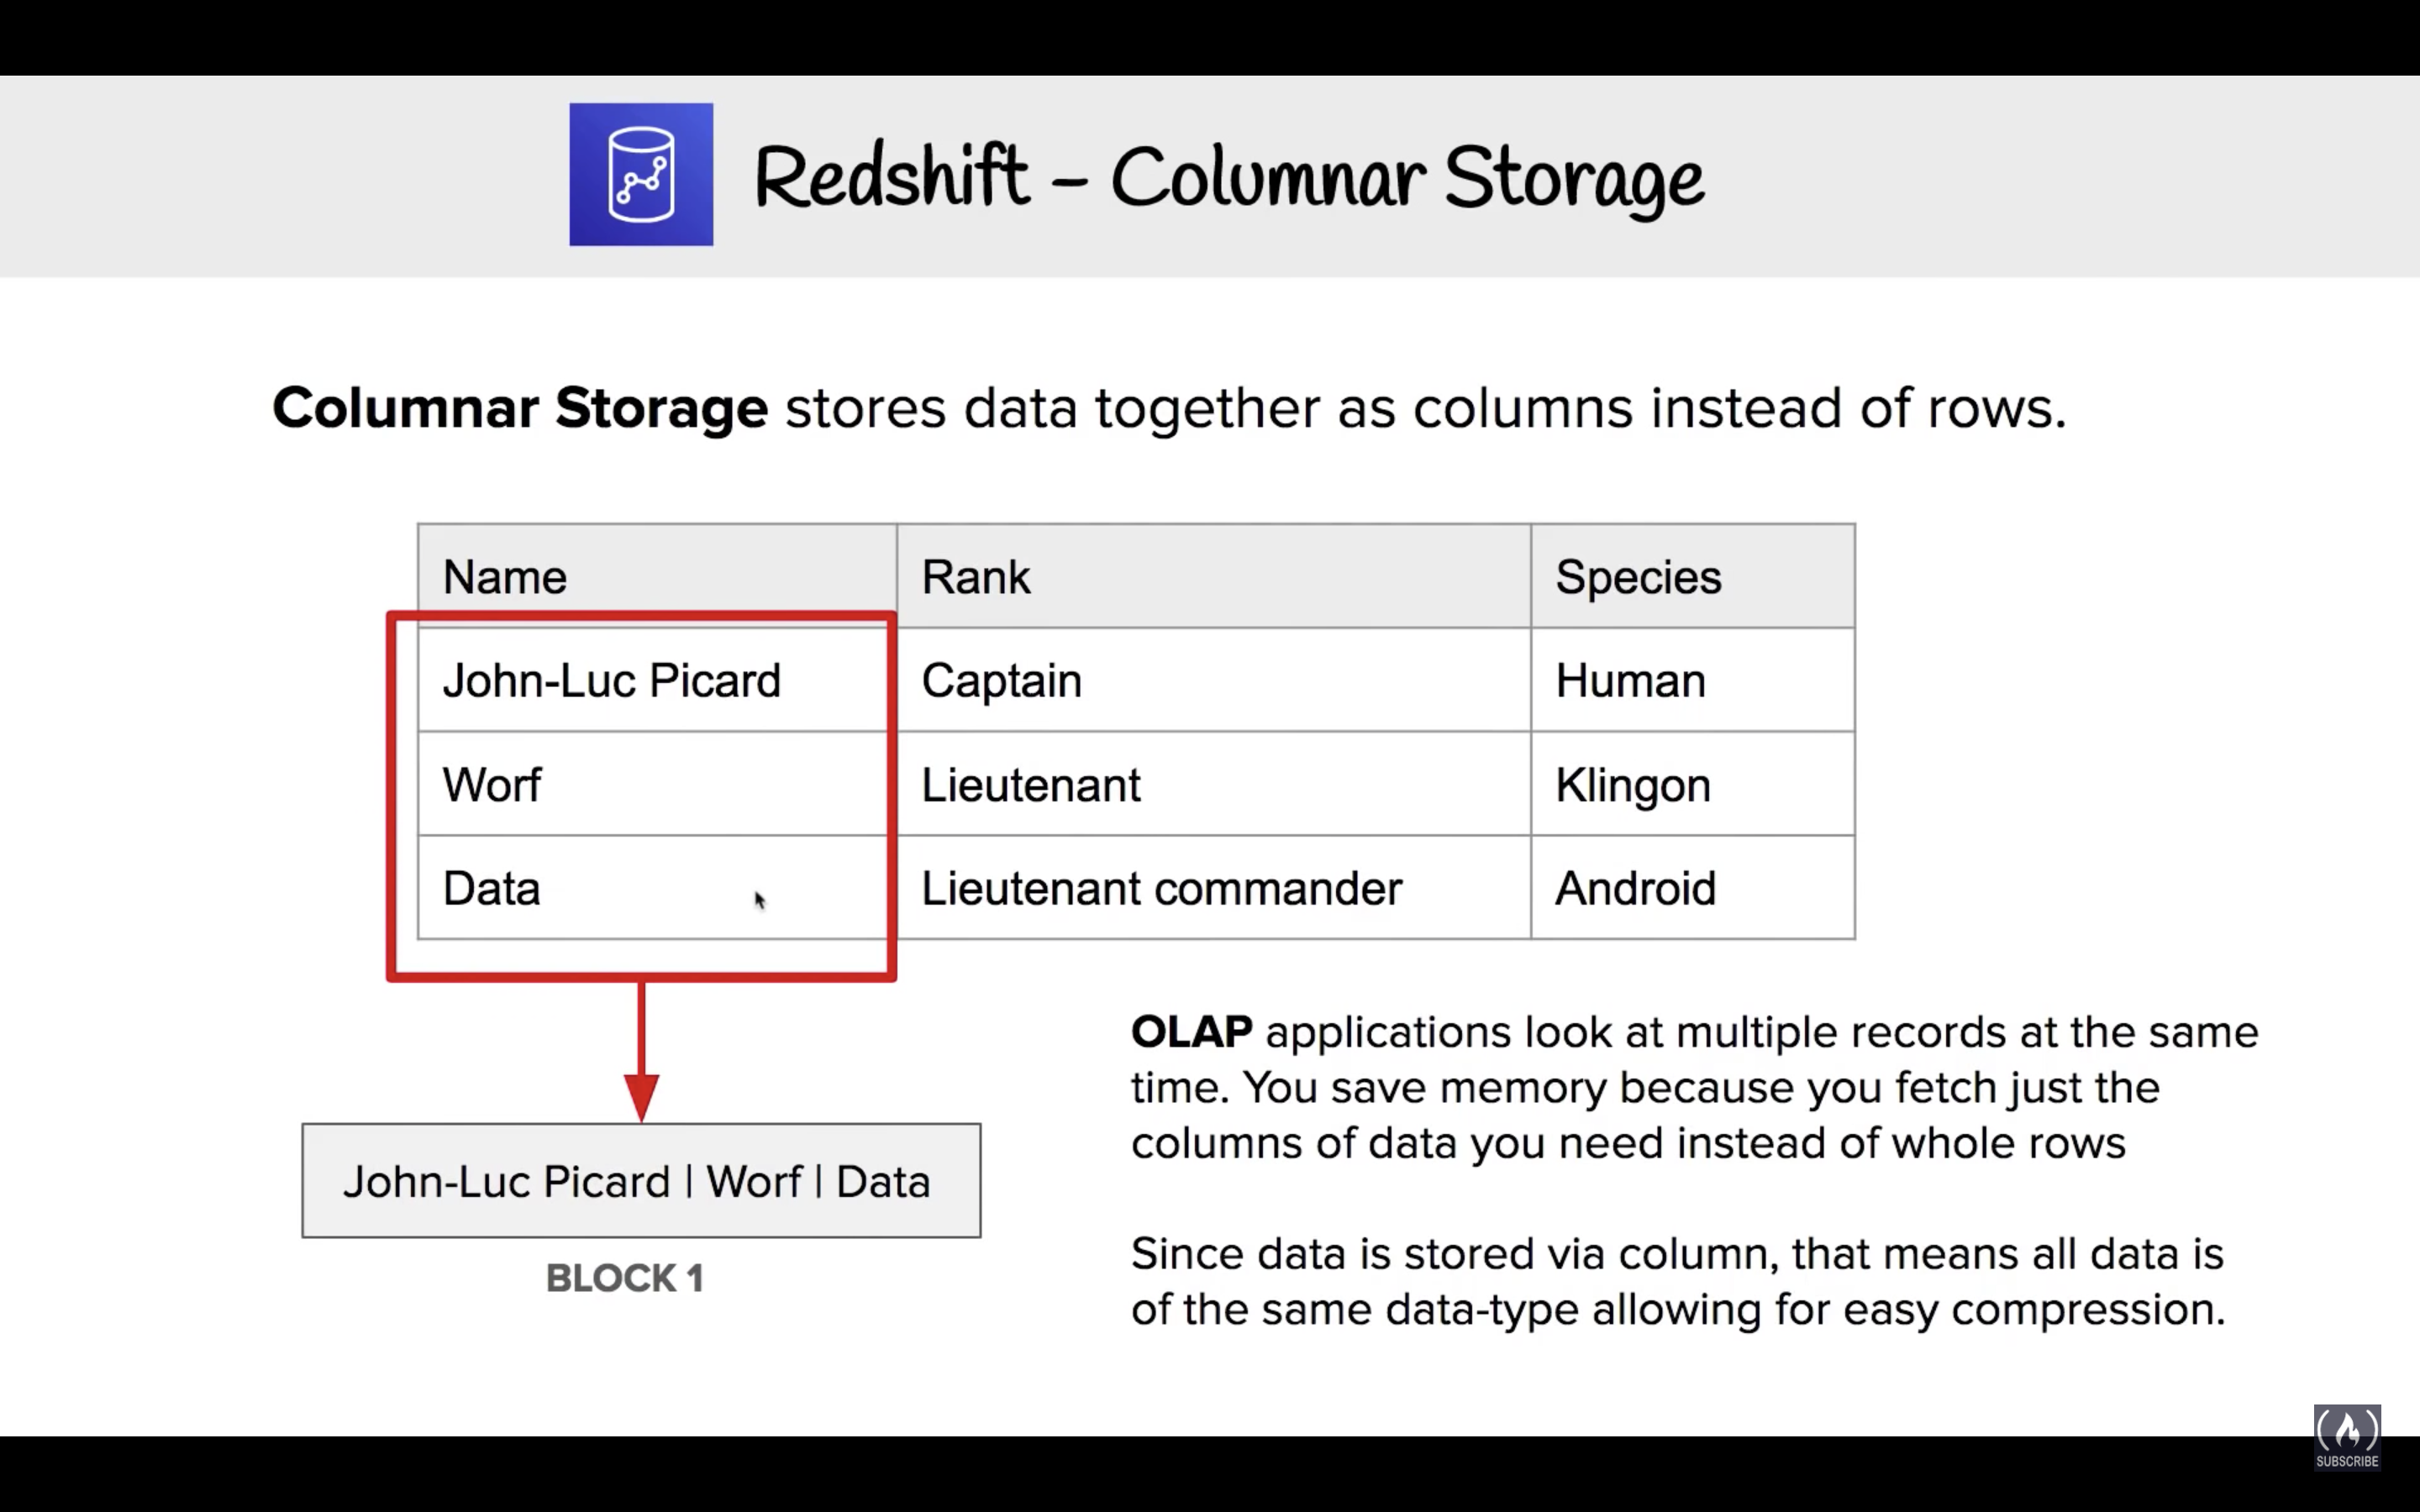 Redshift – Columnar Storage
Columnar Storage stores data together as columns instead of rows.
Name Rank Species
John-Luc Picard Captain Human
Worf Lieutenant Klingon
Data Lieutenant commander Android
John-Luc Picard | Worf | Data
BLOCK 1
OLAP applications look at multiple records at the same
time. You save memory because you fetch just the
columns of data you need instead of whole rows
Since data is stored via column, that means all data is
of the same data-type allowing for easy compression.
SUBSCRIBE